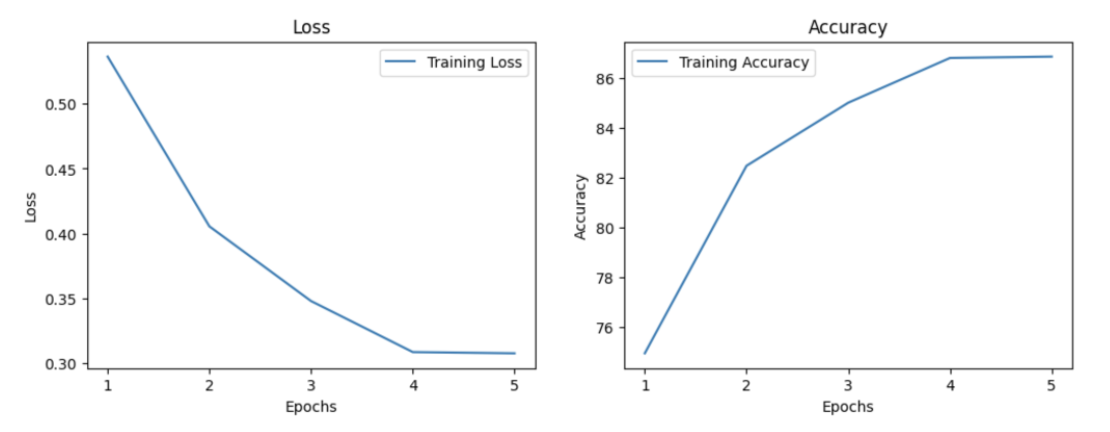 Loss
Training Loss
0.50
0.45
0.40
0.35
0.30
Loss
1 2 3 4 5
Epochs
Accuracy
Training Accuracy
86
84
82
80
78
76
Accuracy
1 2 3 4 5
Epochs